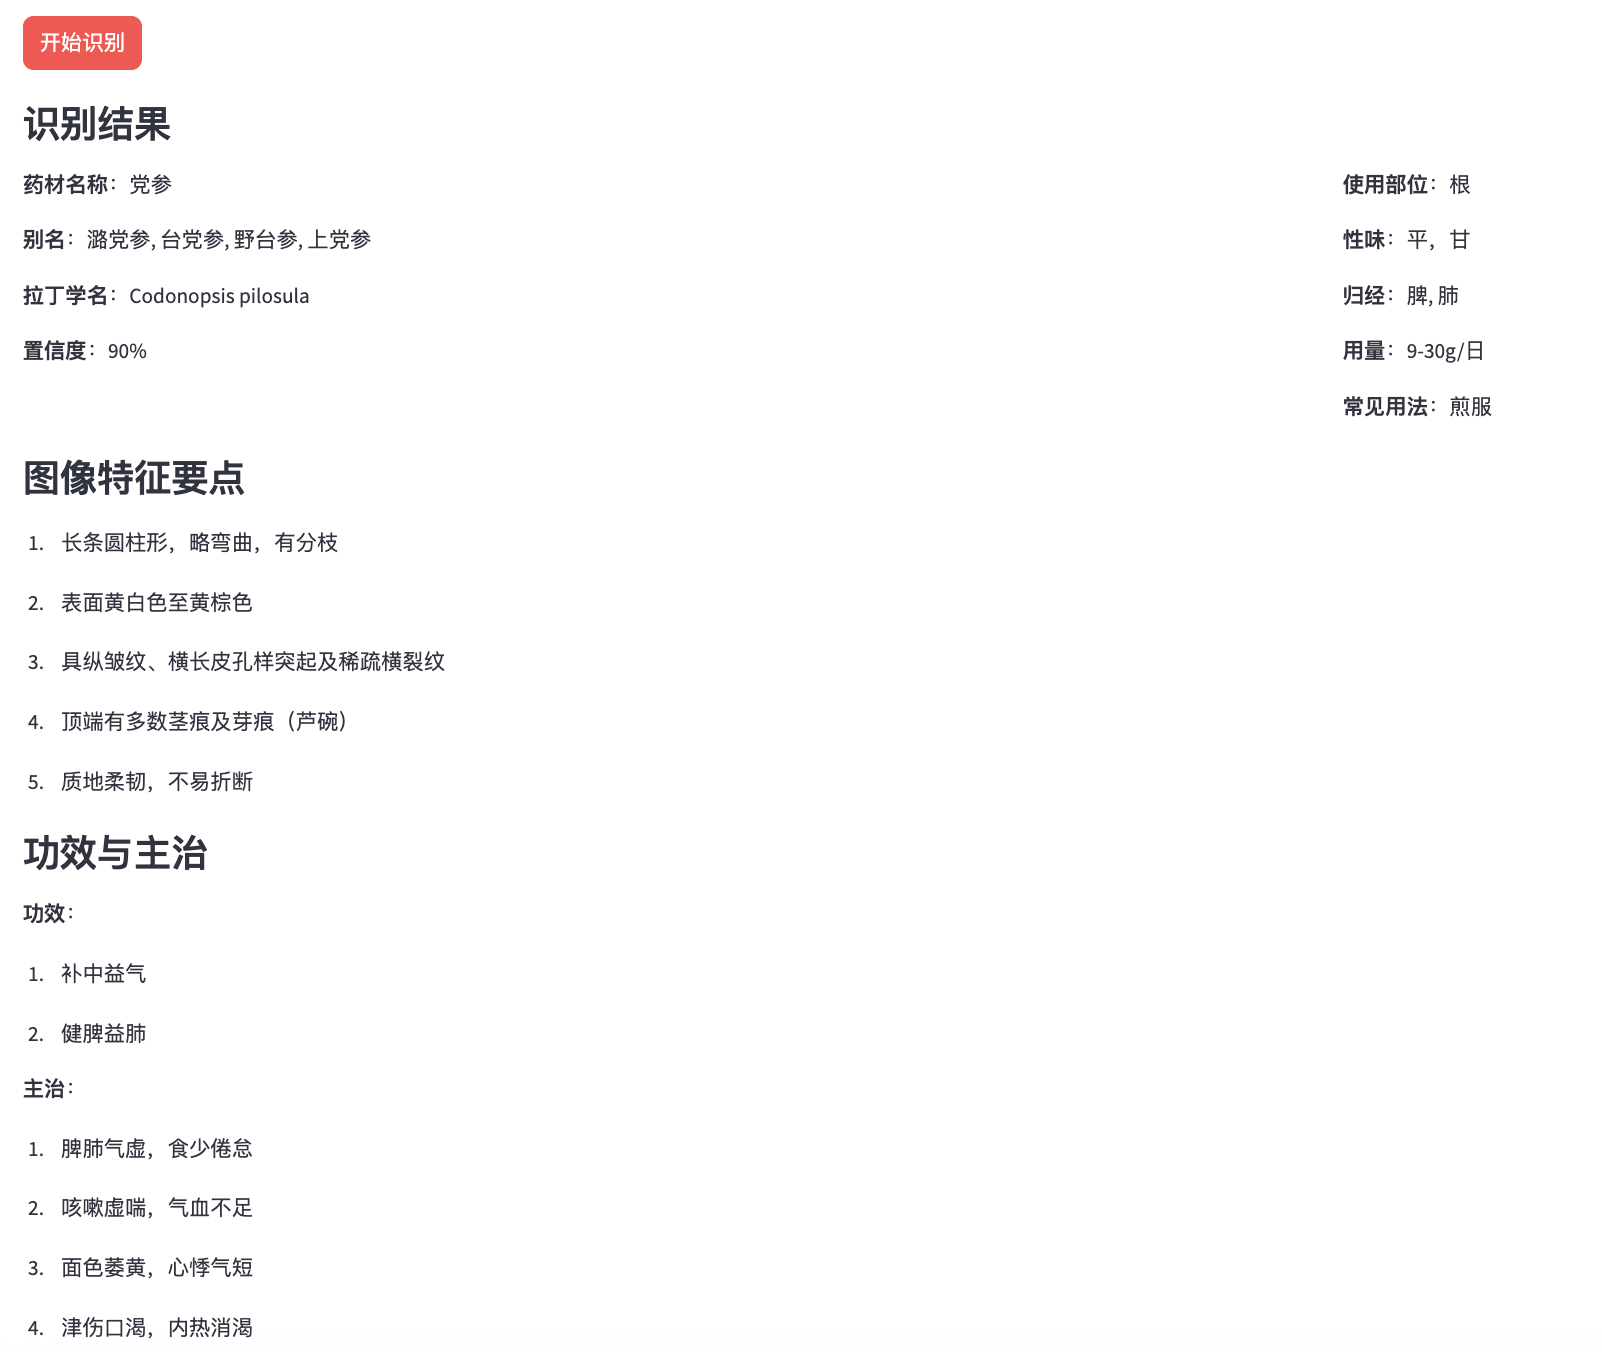 开始识别
识别结果
药材名称：党参
别名：潞党参, 台党参, 野台参, 上党参
拉丁学名：Codonopsis pilosula
置信度：90%
使用部位：根
性味：平，甘
归经：脾, 肺
用量：9-30g/日
常见用法：煎服
图像特征要点
1. 长条圆柱形，略弯曲，有分枝
2. 表面黄白色至黄棕色
3. 具纵皱纹、横长皮孔样突起及稀疏横裂纹
4. 顶端有多数茎痕及芽痕（芦碗）
5. 质地柔韧，不易折断
功效与主治
功效：
1. 补中益气
2. 健脾益肺
主治：
1. 脾肺气虚，食少倦怠
2. 咳嗽虚喘，气血不足
3. 面色萎黄，心悸气短
4. 津伤口渴，内热消渴